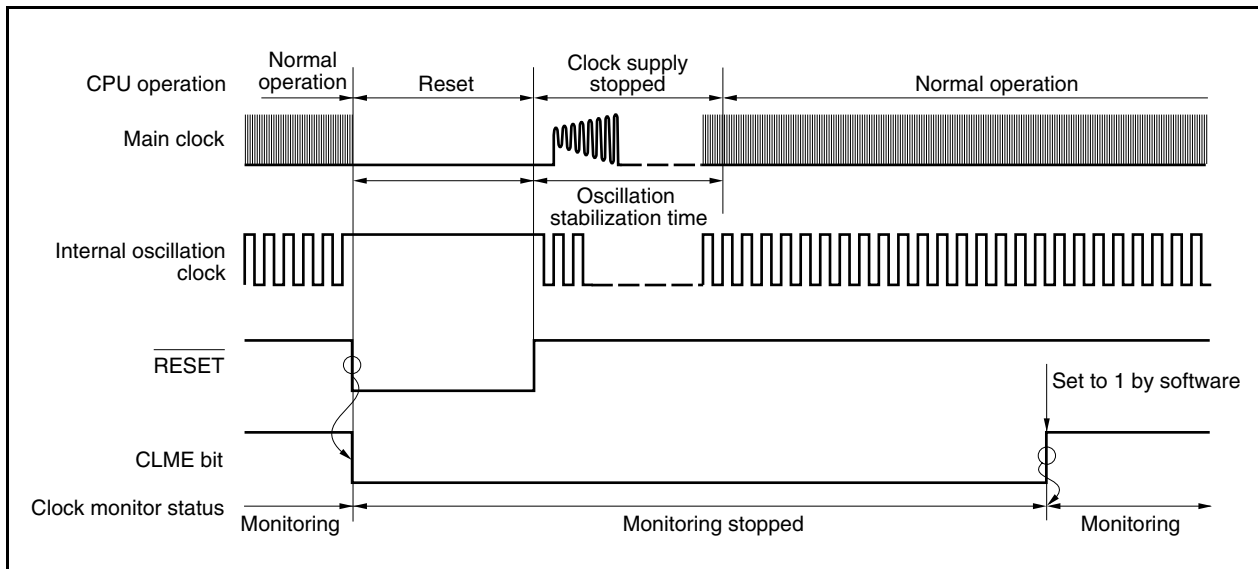 CPU operation
Normal
operation
Reset
Clock supply
stopped
Normal operation
Main clock
Oscillation
stabilization time
Internal oscillation
clock
RESET
Set to 1 by software
CLME bit
Clock monitor status
Monitoring
Monitoring stopped
Monitoring